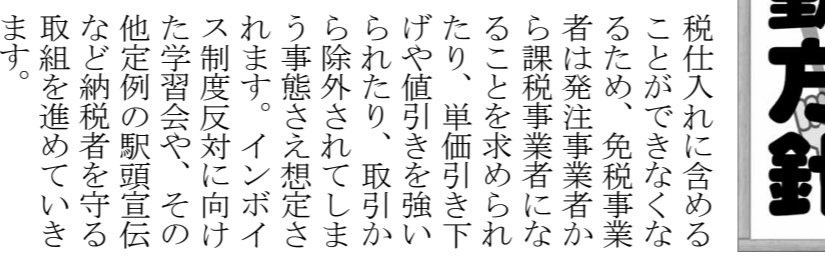 動方針
税仕入れに含める
ことができなくな
るため、免税事業
者は発注事業者か
ら課税事業者にな
ることを求められ
たり、単価引き下
げや値引きを強い
られたり、取引か
ら除外されてしま
う事態さえ想定さ
れます。インボイ
ス制度反対に向け
た学習会や、その
他定例の駅頭宣伝
など納税者を守る
取組を進めていき
ます。